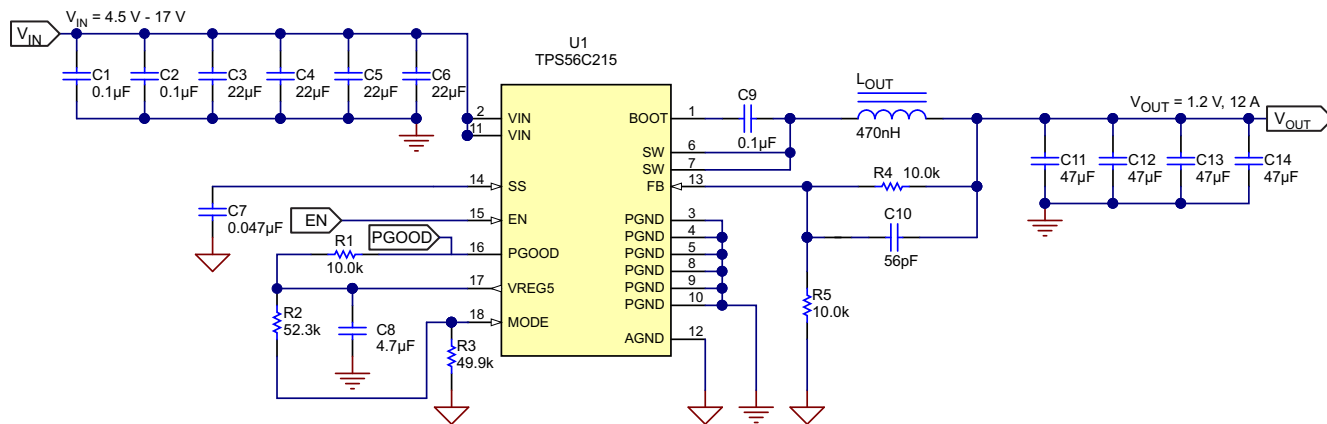 V_IN = 4.5 V - 17 V
V_IN
C1
0.1µF
C2
0.1µF
C3
22µF
C4
22µF
C5
22µF
C6
22µF
U1
TPS56C215
2
VIN
11
VIN
14
SS
15
EN
16
PGOOD
17
VREG5
18
MODE
BOOT
1
SW
6
SW
7
FB
13
PGND
3
PGND
4
PGND
5
PGND
8
PGND
9
PGND
10
AGND
12
C7
0.047µF
EN
PGOOD
R1
10.0k
R2
52.3k
C8
4.7µF
R3
49.9k
C9
0.1µF
L_OUT
470nH
R4 10.0k
C10
56pF
R5
10.0k
V_OUT = 1.2 V, 12 A
V_OUT
C11
47µF
C12
47µF
C13
47µF
C14
47µF